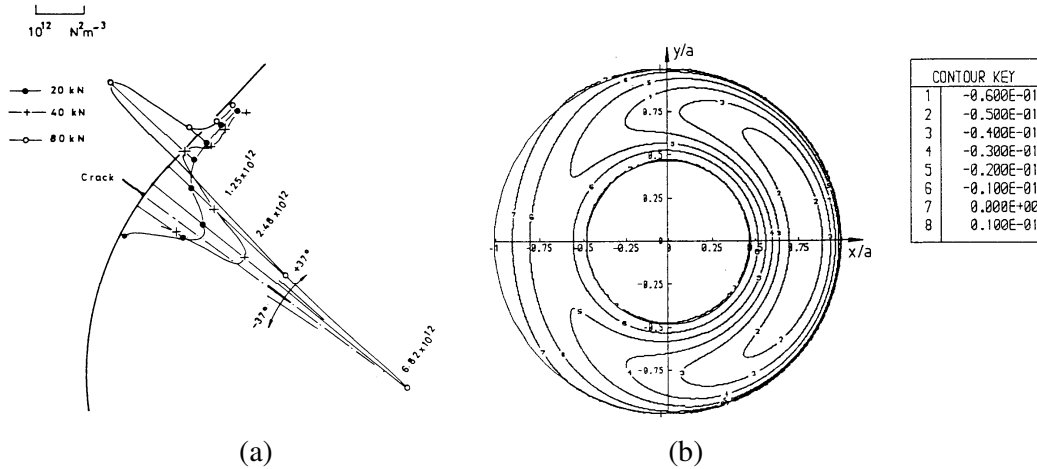 10¹² N²m⁻³
20 kN
40 kN
80 kN
Crack
1.25x10¹²
2.48x10¹²
+37°
-37°
6.82x10¹²
(a)
y/a
x/a
0.75
0.5
0.25
0
-0.25
-0.5
-0.75
-1
-0.75
-0.5
-0.25
0
0.25
0.5
0.75
1
(b)
CONTOUR KEY
1 -0.600E-01
2 -0.500E-01
3 -0.400E-01
4 -0.300E-01
5 -0.200E-01
6 -0.100E-01
7 0.000E+00
8 0.100E-01